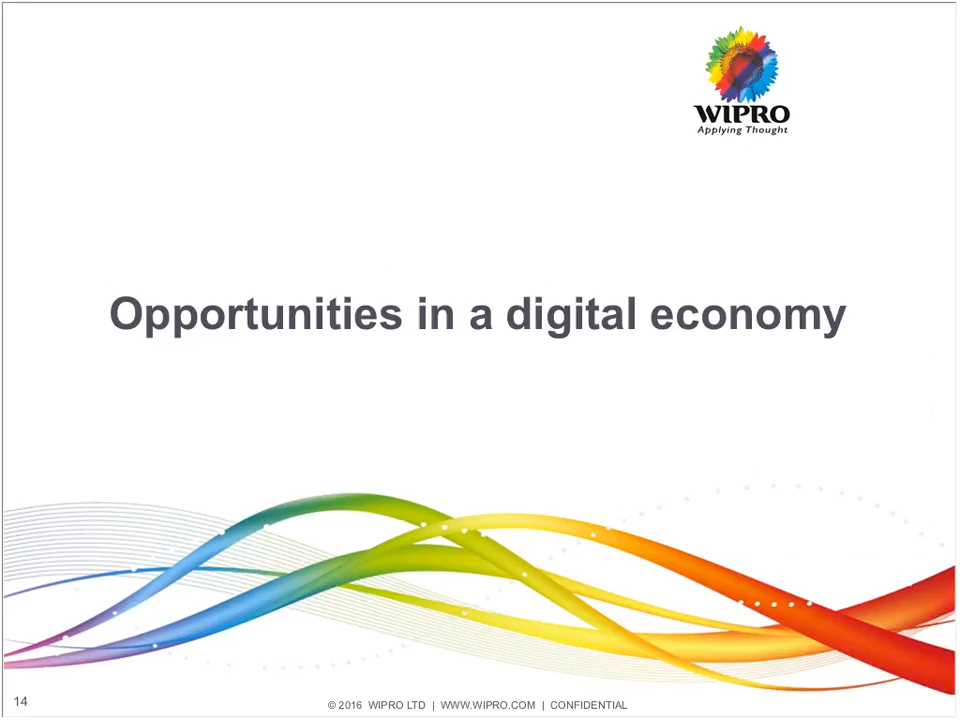 WIPRO
Applying Thought
Opportunities in a digital economy
14
© 2016 WIPRO LTD | WWW.WIPRO.COM | CONFIDENTIAL